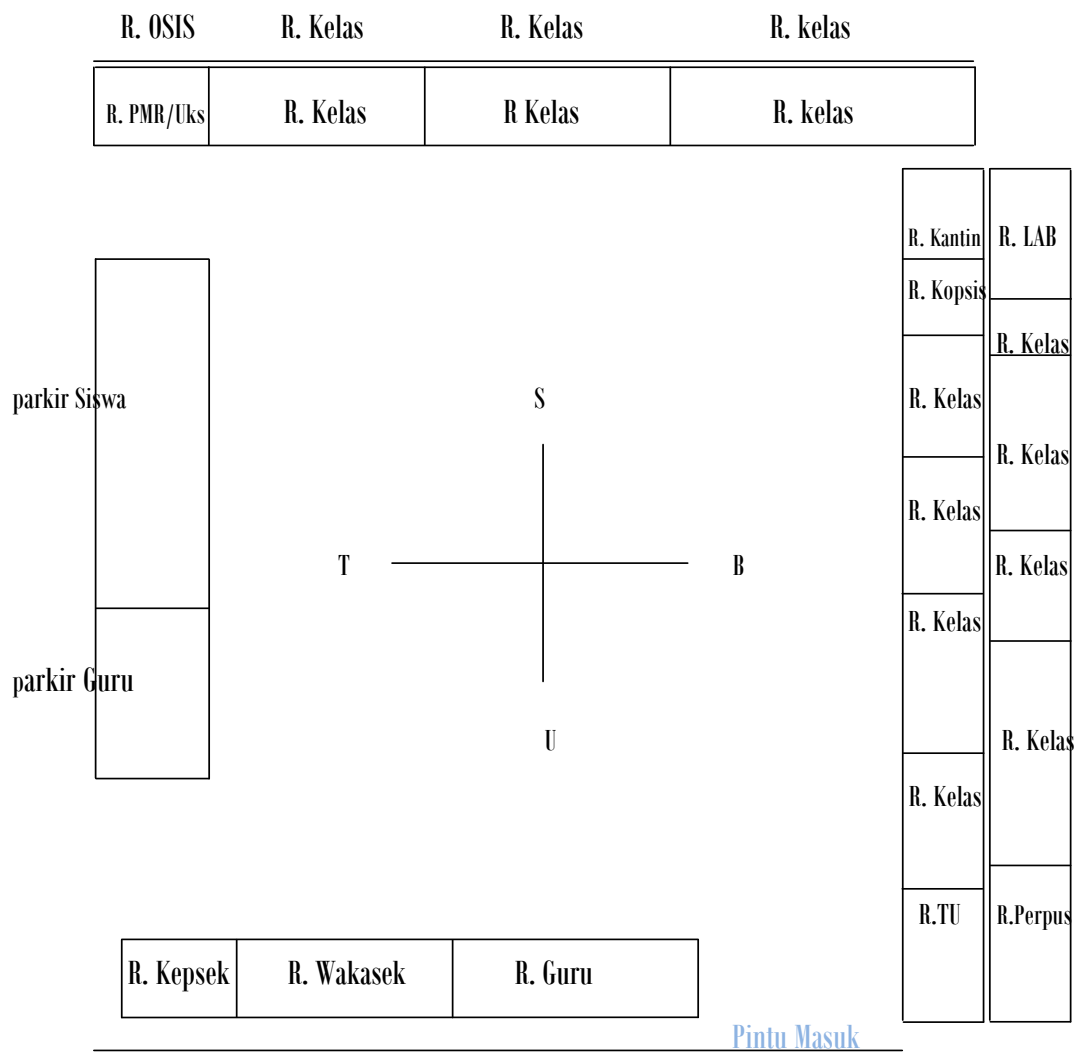 R. OSIS R. Kelas R. Kelas R. kelas
R. PMR/Uks R. Kelas R Kelas R. kelas
R. Kantin R. LAB
R. Kopsis
R. Kelas
parkir Siswa S R. Kelas
R. Kelas
R. Kelas
T B R. Kelas
R. Kelas
parkir Guru
U R. Kelas
R. Kelas
R.TU R.Perpus
R. Kepsek R. Wakasek R. Guru
Pintu Masuk